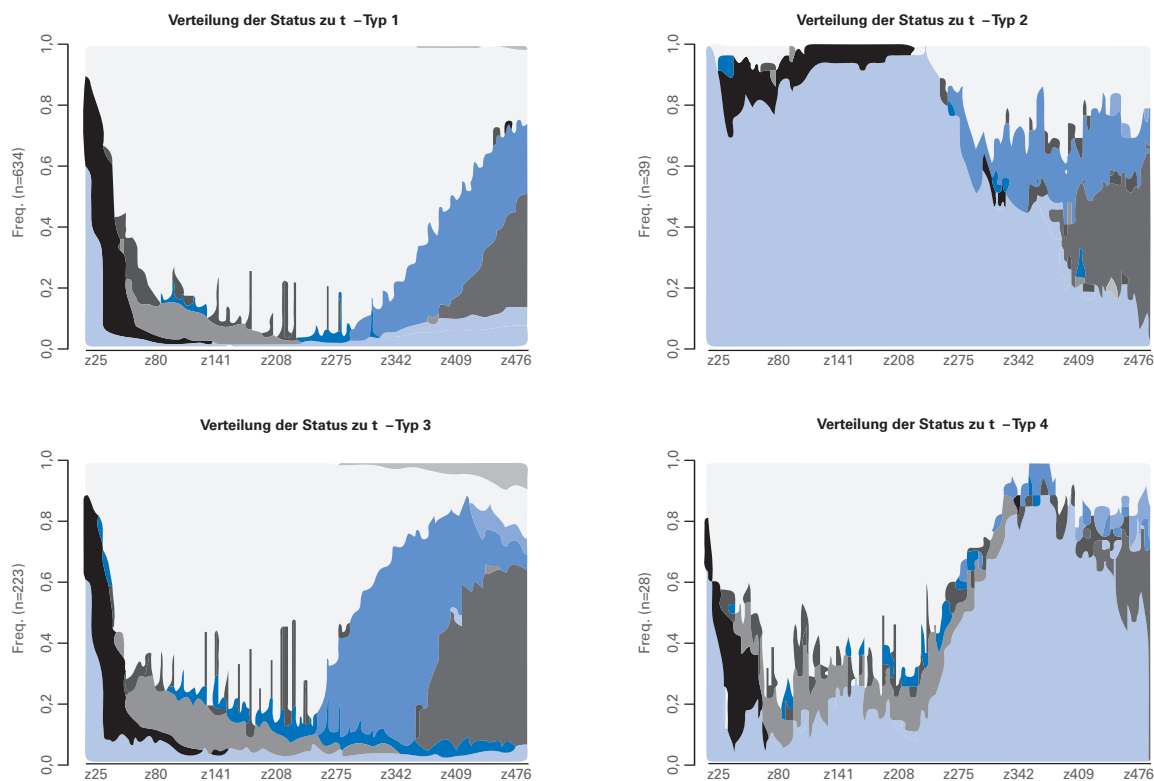 Verteilung der Status zu t –Typ 1
Freq. (n=634)
0,0 0,2 0,4 0,6 0,8 1,0
z25 z80 z141 z208 z275 z342 z409 z476
Verteilung der Status zu t –Typ 2
Freq. (n=39)
0,0 0,2 0,4 0,6 0,8 1,0
z25 z80 z141 z208 z275 z342 z409 z476
Verteilung der Status zu t –Typ 3
Freq. (n=223)
0,0 0,2 0,4 0,6 0,8 1,0
z25 z80 z141 z208 z275 z342 z409 z476
Verteilung der Status zu t –Typ 4
Freq. (n=28)
0,0 0,2 0,4 0,6 0,8 1,0
z25 z80 z141 z208 z275 z342 z409 z476